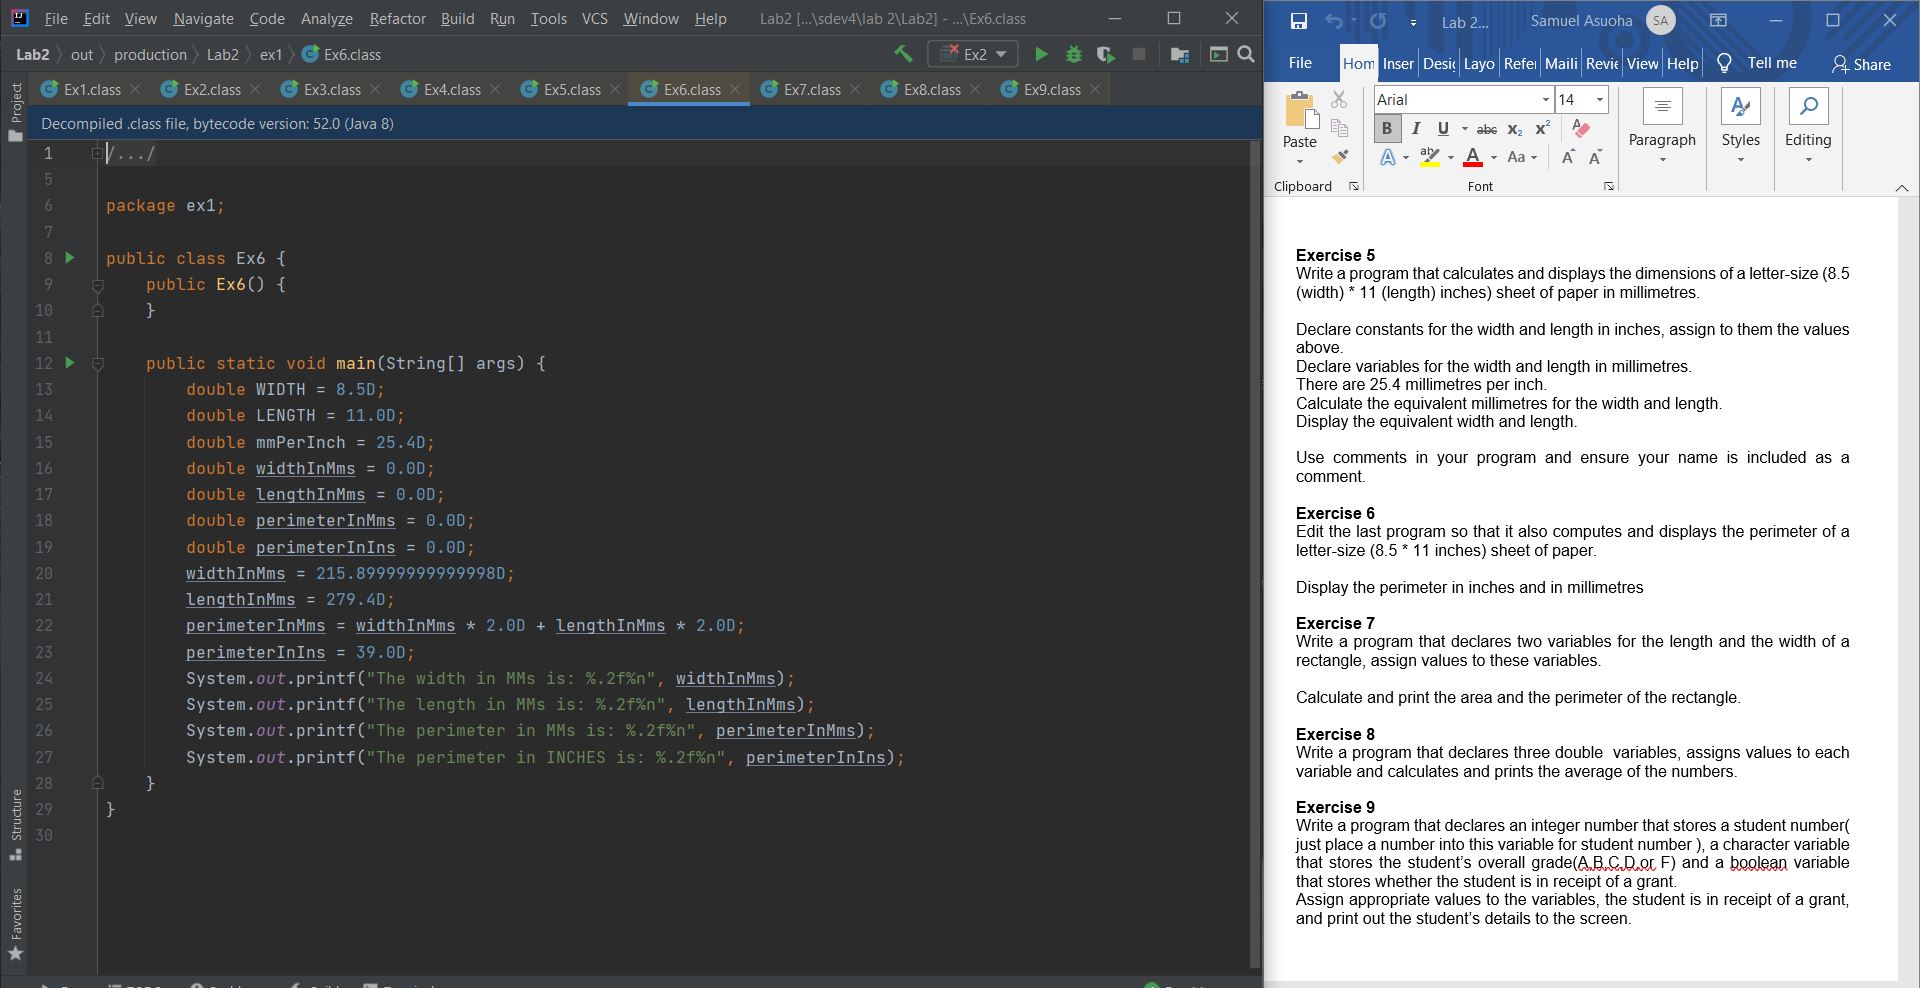 File Edit View Navigate Code Analyze Refactor Build Run Tools VCS Window Help Lab2 [...\sdev4\lab 2\Lab2] - ...\Ex6.class
Lab2 out production Lab2 ex1 Ex6.class Ex2
Ex1.class Ex2.class Ex3.class Ex4.class Ex5.class Ex6.class Ex7.class Ex8.class Ex9.class
Decompiled .class file, bytecode version: 52.0 (Java 8)
Project
Structure
Favorites
1 /.../
5
6 package ex1;
7
8 public class Ex6 {
9 public Ex6() {
10 }
11
12 public static void main(String[] args) {
13 double WIDTH = 8.5D;
14 double LENGTH = 11.0D;
15 double mmPerInch = 25.4D;
16 double widthInMms = 0.0D;
17 double lengthInMms = 0.0D;
18 double perimeterInMms = 0.0D;
19 double perimeterInIns = 0.0D;
20 widthInMms = 215.89999999999998D;
21 lengthInMms = 279.4D;
22 perimeterInMms = widthInMms * 2.0D + lengthInMms * 2.0D;
23 perimeterInIns = 39.0D;
24 System.out.printf("The width in MMs is: %.2f%n", widthInMms);
25 System.out.printf("The length in MMs is: %.2f%n", lengthInMms);
26 System.out.printf("The perimeter in MMs is: %.2f%n", perimeterInMms);
27 System.out.printf("The perimeter in INCHES is: %.2f%n", perimeterInIns);
28 }
29 }
30
Lab 2... Samuel Asuoha SA
File Hom Inser Desig Layo Refer Maili Revie View Help Tell me Share
Arial 14
B I U abc X₂ X²
A ab A Aa A A
Paste Paragraph Styles Editing
Clipboard Font
Exercise 5
Write a program that calculates and displays the dimensions of a letter-size (8.5
(width) * 11 (length) inches) sheet of paper in millimetres.
Declare constants for the width and length in inches, assign to them the values
above.
Declare variables for the width and length in millimetres.
There are 25.4 millimetres per inch.
Calculate the equivalent millimetres for the width and length.
Display the equivalent width and length.
Use comments in your program and ensure your name is included as a
comment.
Exercise 6
Edit the last program so that it also computes and displays the perimeter of a
letter-size (8.5 * 11 inches) sheet of paper.
Display the perimeter in inches and in millimetres
Exercise 7
Write a program that declares two variables for the length and the width of a
rectangle, assign values to these variables.
Calculate and print the area and the perimeter of the rectangle.
Exercise 8
Write a program that declares three double variables, assigns values to each
variable and calculates and prints the average of the numbers.
Exercise 9
Write a program that declares an integer number that stores a student number(
just place a number into this variable for student number ), a character variable
that stores the student's overall grade(A,B,C,D,or F) and a boolean variable
that stores whether the student is in receipt of a grant.
Assign appropriate values to the variables, the student is in receipt of a grant,
and print out the student's details to the screen.